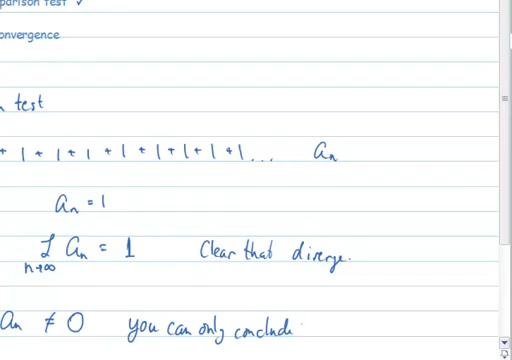 parison test ✓
onvergence
n test
+ 1 + 1 + 1 + 1 + 1 + 1 + 1 + 1 ... an
an = 1
L an = 1 Clear that diverge.
n→∞
an ≠ 0 you can only conclude